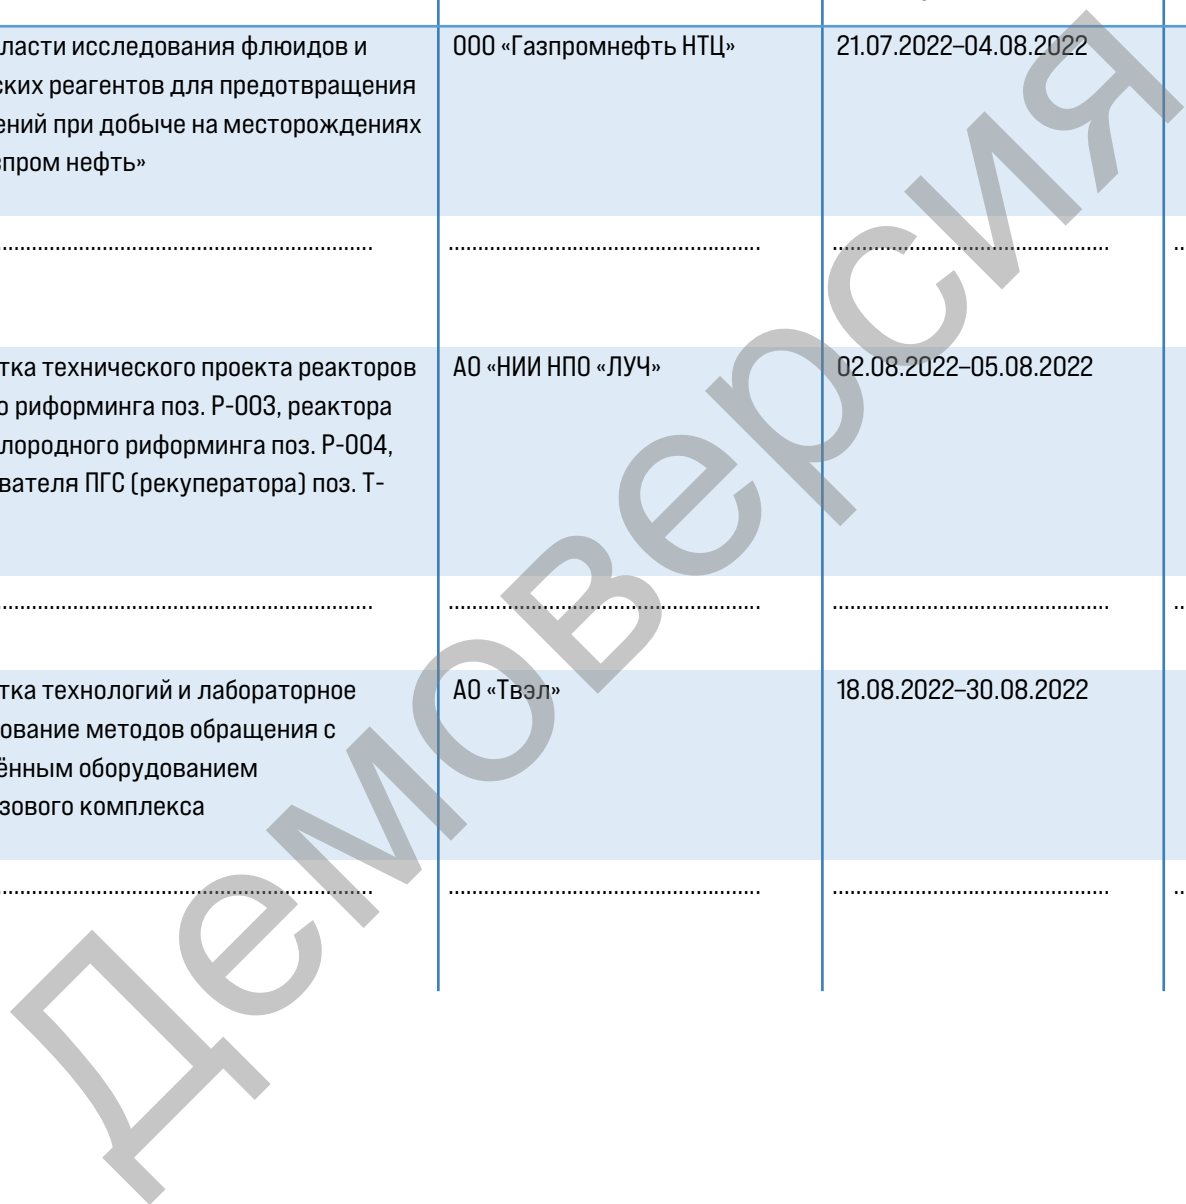 ласти исследования флюидов и
ских реагентов для предотвращения
ений при добыче на месторождениях
зпром нефть»
ООО «Газпромнефть НТЦ»
21.07.2022–04.08.2022
........................................................................
........................................................................
........................................................................
тка технического проекта реакторов
о риформинга поз. Р-003, реактора
лородного риформинга поз. Р-004,
вателя ПГС (рекуператора) поз. Т-
АО «НИИ НПО «ЛУЧ»
02.08.2022–05.08.2022
........................................................................
........................................................................
........................................................................
тка технологий и лабораторное
ование методов обращения с
ённым оборудованием
зового комплекса
АО «Твэл»
18.08.2022–30.08.2022
........................................................................
........................................................................
........................................................................
Демоверсия